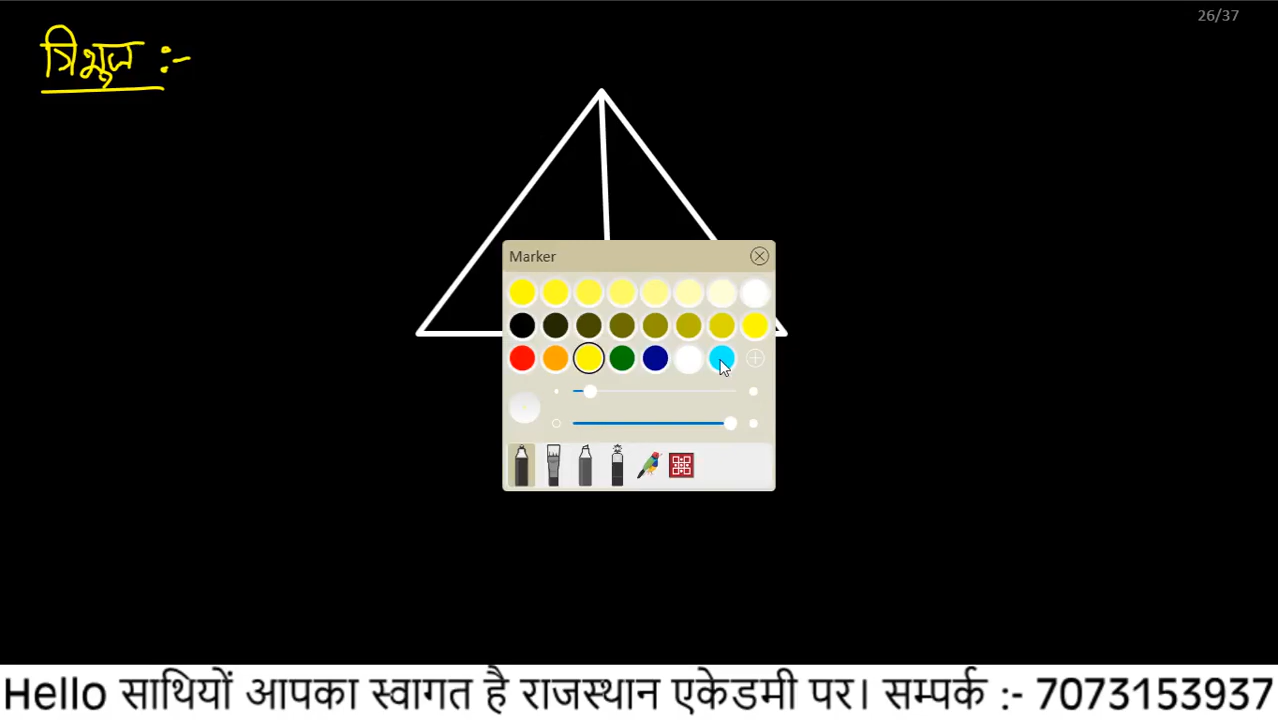 26/37
त्रिभुज :-
Marker
Hello साथियों आपका स्वागत है राजस्थान एकेडमी पर। सम्पर्क :- 7073153937